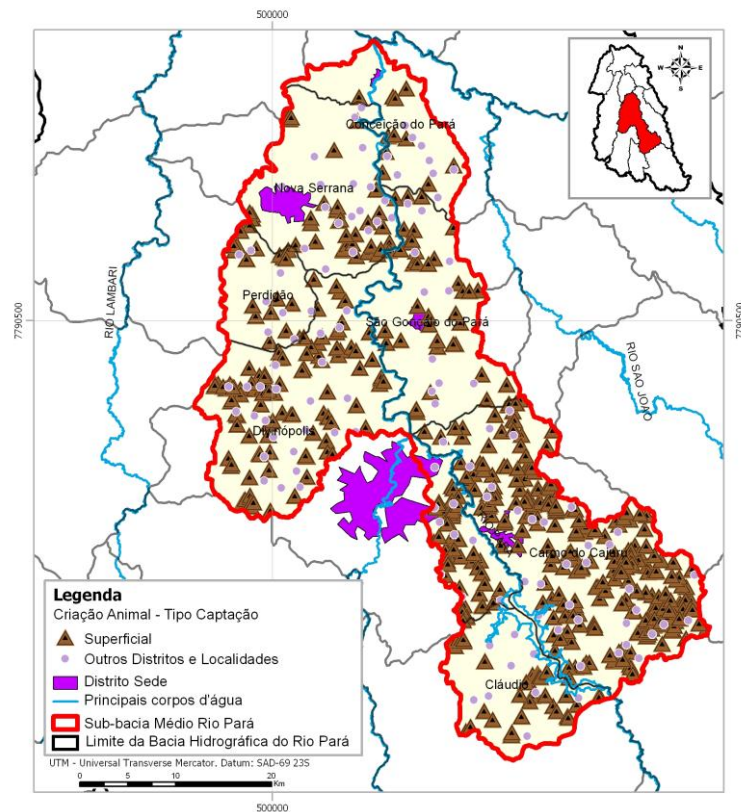 500000
N
W E
S
Conceição do Pará
Nova Serrana
Perdigão
RIO LAMBARI
São Gonçalo do Pará
7790500
7790500
RIO SÃO JOÃO
Divinópolis
Carmo do Cajuru
Cláudio
Legenda
Criação Animal - Tipo Captação
Superficial
Outros Distritos e Localidades
Distrito Sede
Principais corpos d'água
Sub-bacia Médio Rio Pará
Limite da Bacia Hidrográfica do Rio Pará
UTM - Universal Transverse Mercator. Datum: SAD-69 23S
0 5 10 20
Km
500000